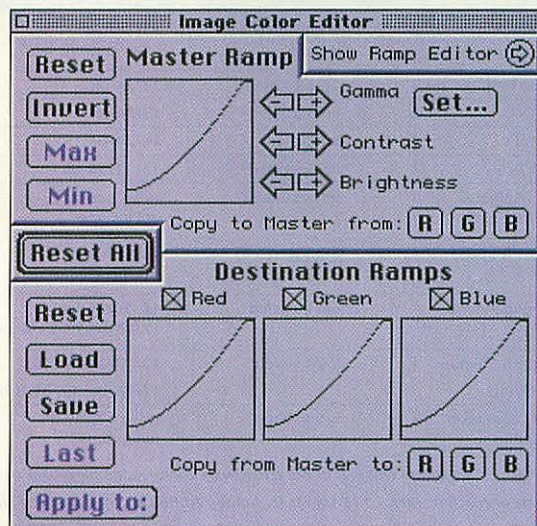 Image Color Editor
Reset
Master Ramp
Show Ramp Editor
Invert
Gamma
Set...
Max
Contrast
Min
Brightness
Copy to Master from: R G B
Reset All
Destination Ramps
Reset
Red
Green
Blue
Load
Save
Last
Copy from Master to: R G B
Apply to: